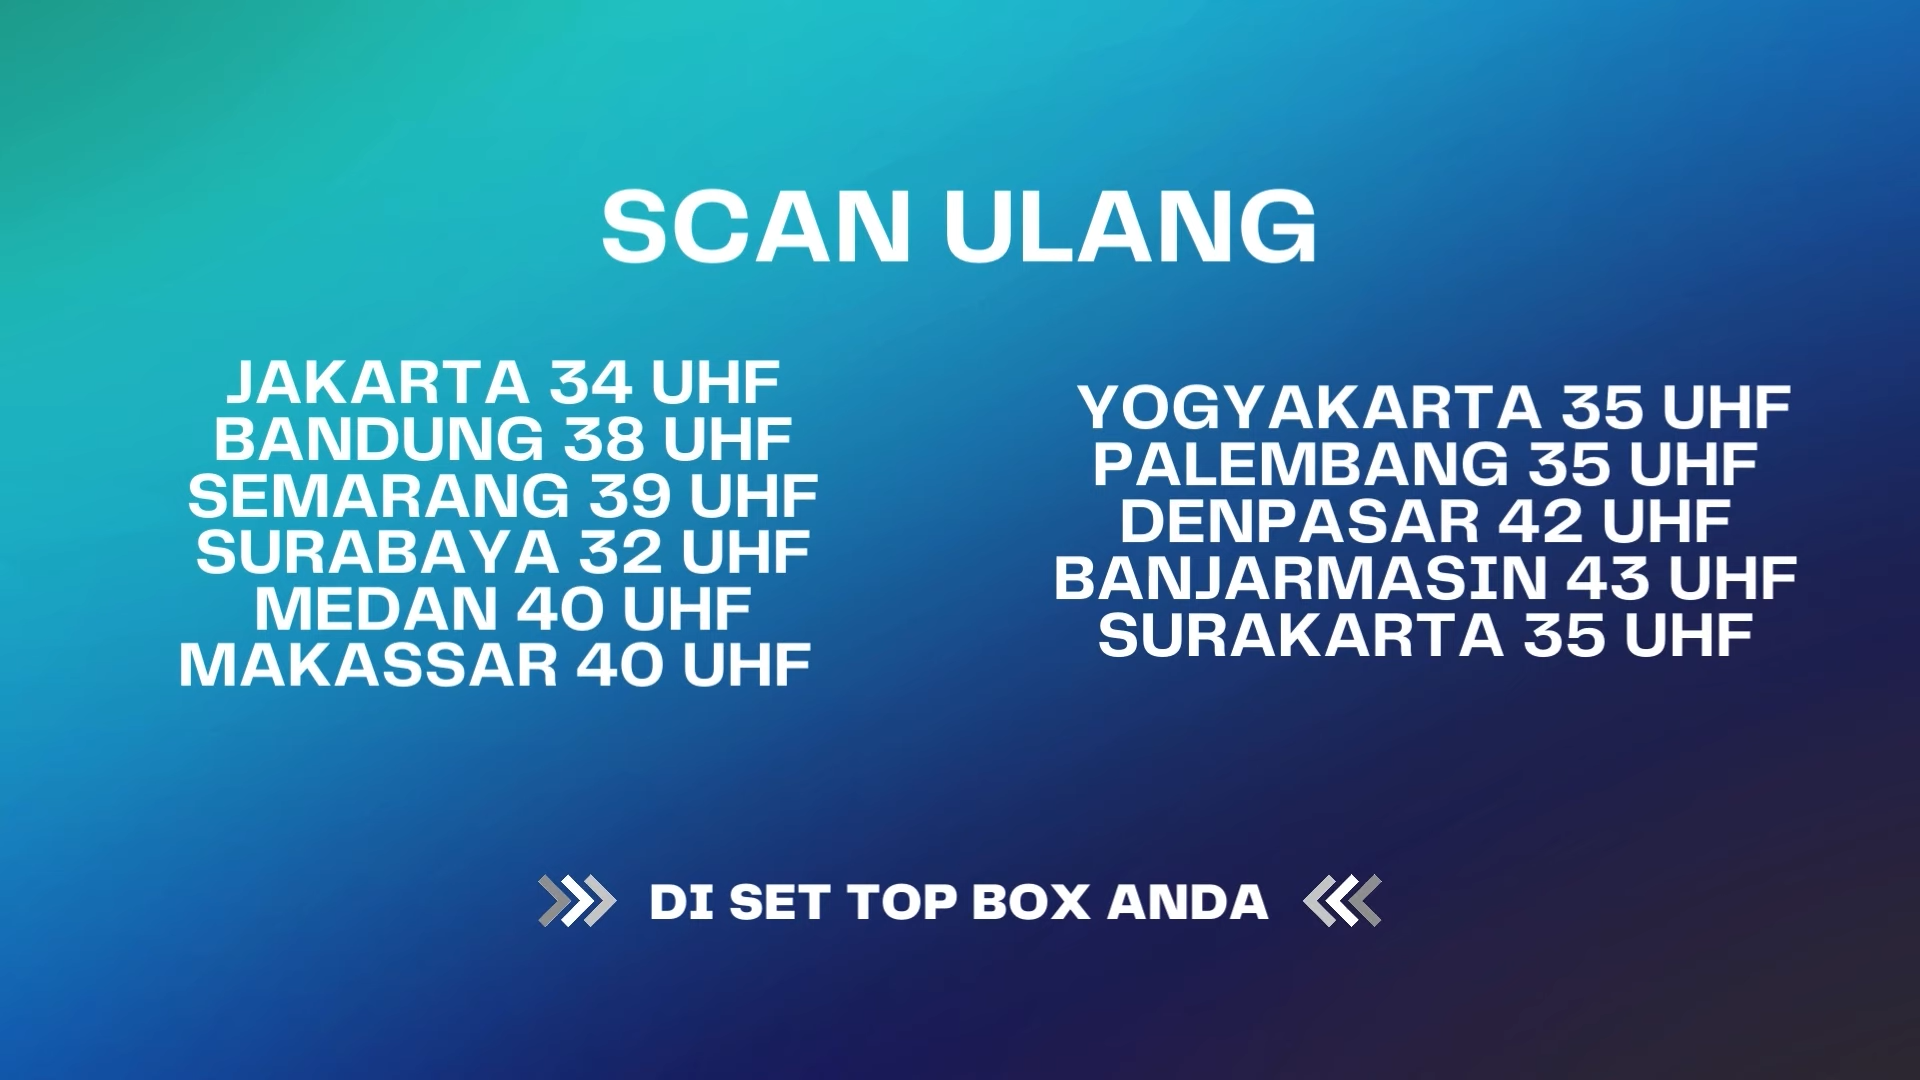 SCAN ULANG
JAKARTA 34 UHF
BANDUNG 38 UHF
SEMARANG 39 UHF
SURABAYA 32 UHF
MEDAN 40 UHF
MAKASSAR 40 UHF
YOGYAKARTA 35 UHF
PALEMBANG 35 UHF
DENPASAR 42 UHF
BANJARMASIN 43 UHF
SURAKARTA 35 UHF
DI SET TOP BOX ANDA